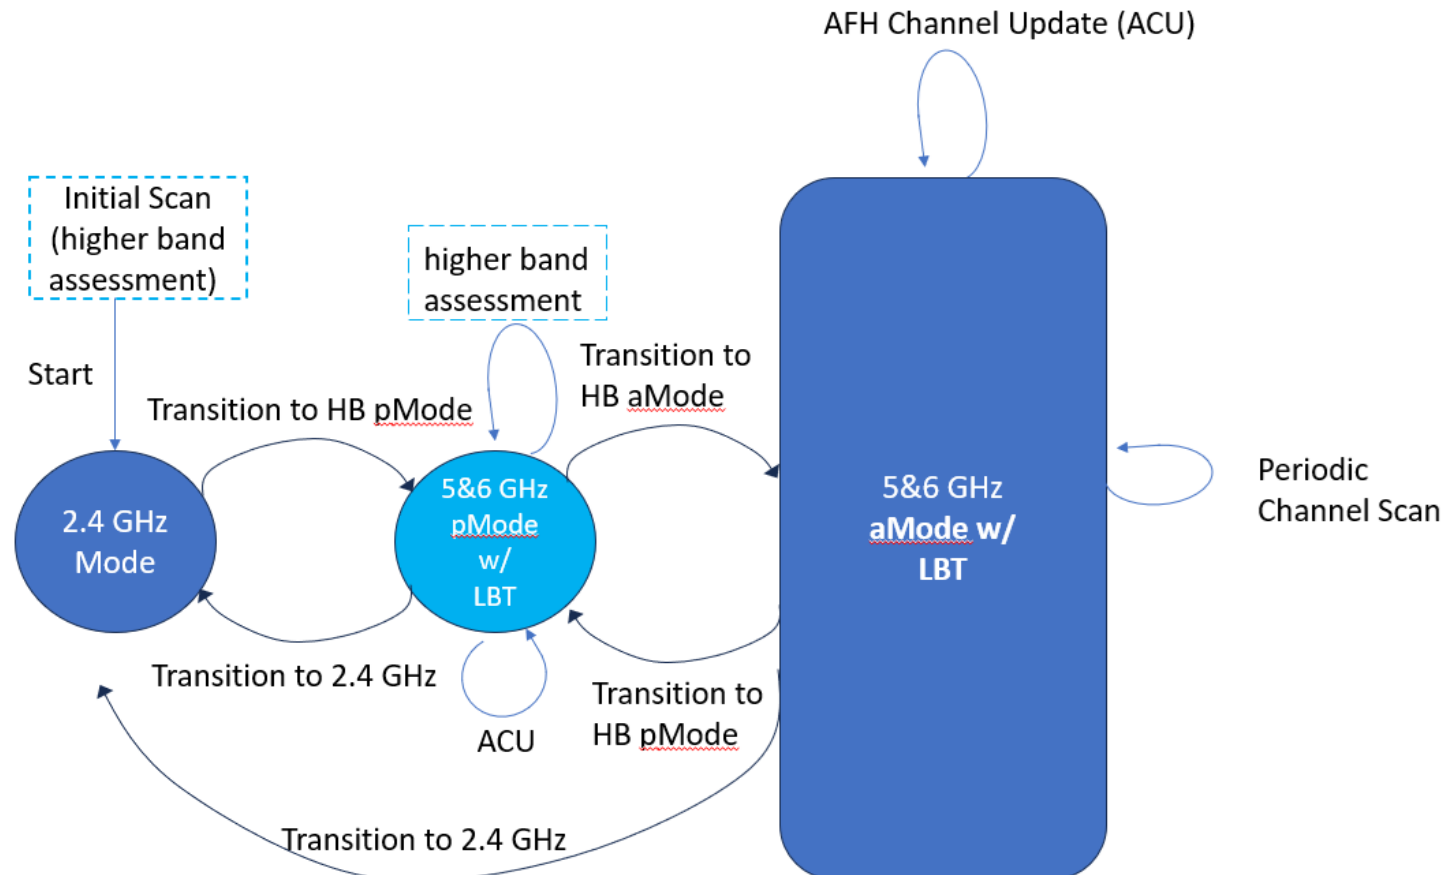 AFH Channel Update (ACU)
Initial Scan
(higher band
assessment)
higher band
assessment
Start
Transition to HB pMode
Transition to
HB aMode
2.4 GHz
Mode
5&6 GHz
pMode
w/
LBT
5&6 GHz
aMode w/
LBT
Periodic
Channel Scan
Transition to 2.4 GHz
ACU
Transition to
HB pMode
Transition to 2.4 GHz